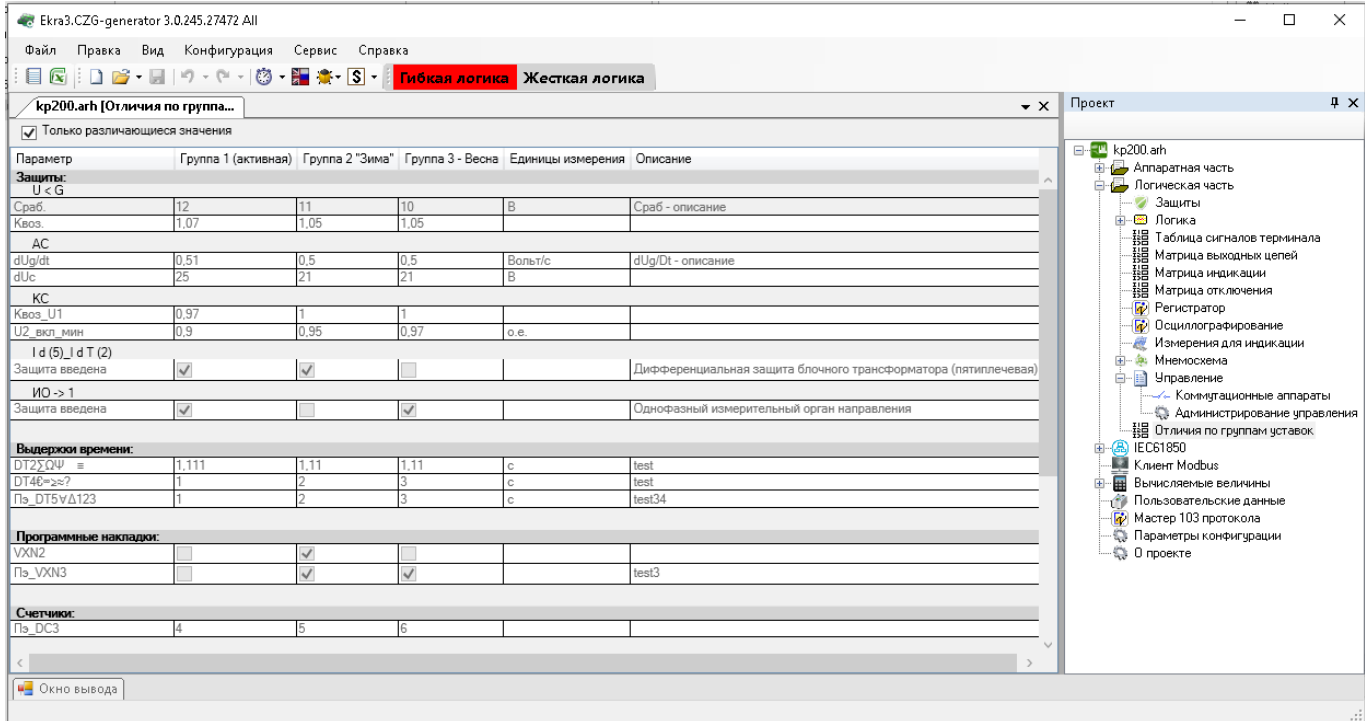 Ekra3.CZG-generator 3.0.245.27472 All
Файл Правка Вид Конфигурация Сервис Справка
Гибкая логика Жесткая логика
kp200.arh [Отличия по группа...
Только различающиеся значения
Параметр Группа 1 (активная) Группа 2 "Зима" Группа 3 - Весна Единицы измерения Описание
Защиты:
U < G
Сраб. 12 11 10 В Сраб - описание
Квоз. 1,07 1,05 1,05
АС
dUg/dt 0,51 0,5 0,5 Вольт/с dUg/Dt - описание
dUc 25 21 21 В
КС
Квоз_U1 0,97 1 1
U2_вкл_мин 0,9 0,95 0,97 о.е.
I d (5)_I d T (2)
Защита введена Дифференциальная защита блочного трансформатора (пятиплечевая)
ИО -> 1
Защита введена Однофазный измерительный орган направления
Выдержки времени:
DT2∑ΩΨ ≡ 1,111 1,11 1,11 с test
DT4€=≥≈? 1 2 3 с test
Пэ_DT5∀Δ123 1 2 3 с test34
Программные накладки:
VXN2
Пэ_VXN3 test3
Счетчики:
Пэ_DC3 4 5 6
Окно вывода
Проект
kp200.arh
Аппаратная часть
Логическая часть
Защиты
Логика
Таблица сигналов терминала
Матрица выходных цепей
Матрица индикации
Матрица отключения
Регистратор
Осциллографирование
Измерения для индикации
Мнемосхема
Управление
Коммутационные аппараты
Администрирование управления
Отличия по группам уставок
IEC61850
Клиент Modbus
Вычисляемые величины
Пользовательские данные
Мастер 103 протокола
Параметры конфигурации
О проекте